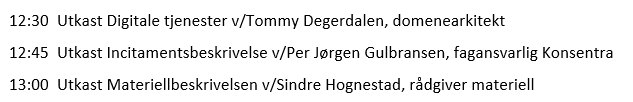 12:30 Utkast Digitale tjenester v/Tommy Degerdalen, domenearkitekt
12:45 Utkast Incitamentsbeskrivelse v/Per Jørgen Gulbransen, fagansvarlig Konsentra
13:00 Utkast Materiellbeskrivelsen v/Sindre Hognestad, rådgiver materiell